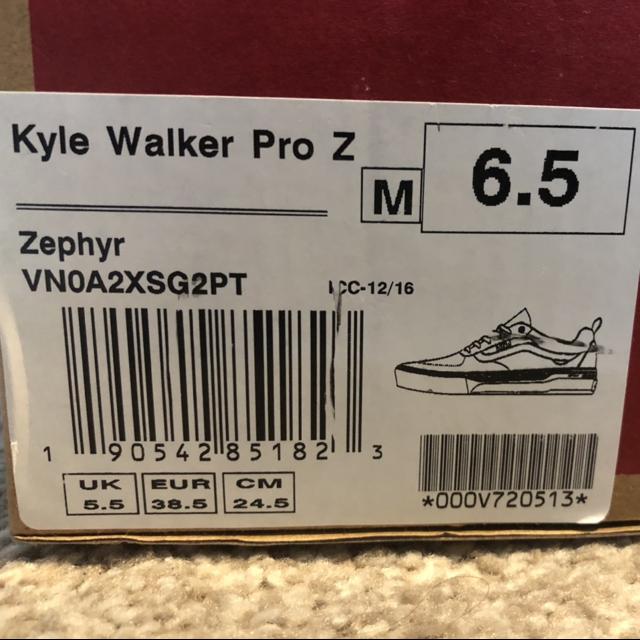 Kyle Walker Pro Z
M
6.5
Zephyr
VN0A2XSG2PT
CC-12/16
1 90542 85182 3
UK
5.5
EUR
38.5
CM
24.5
*000V720513*